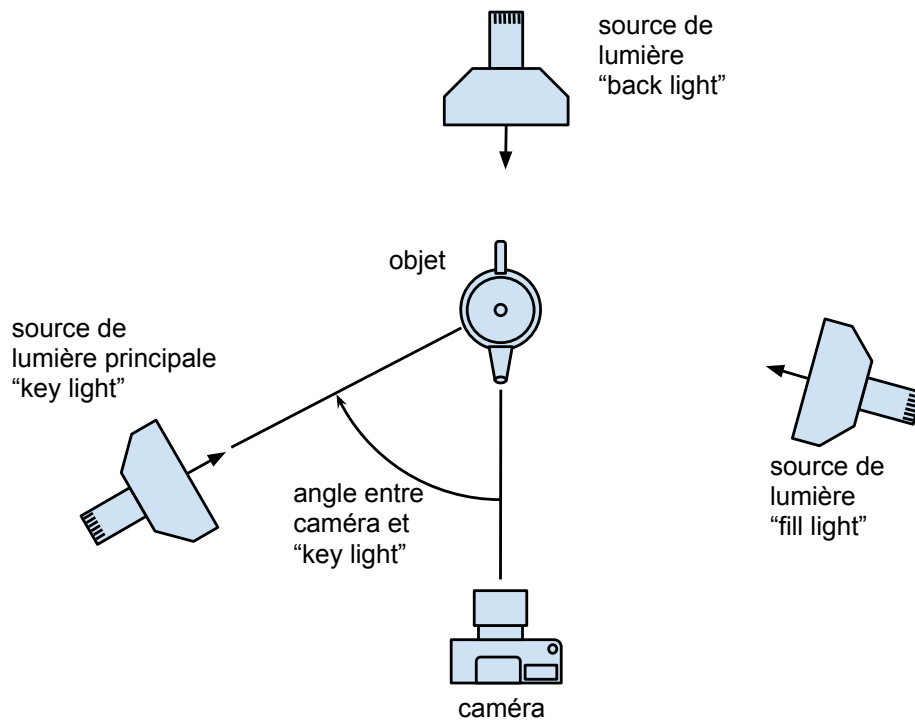 source de
lumière
“back light”
objet
source de
lumière principale
“key light”
angle entre
caméra et
“key light”
source de
lumière
“fill light”
caméra